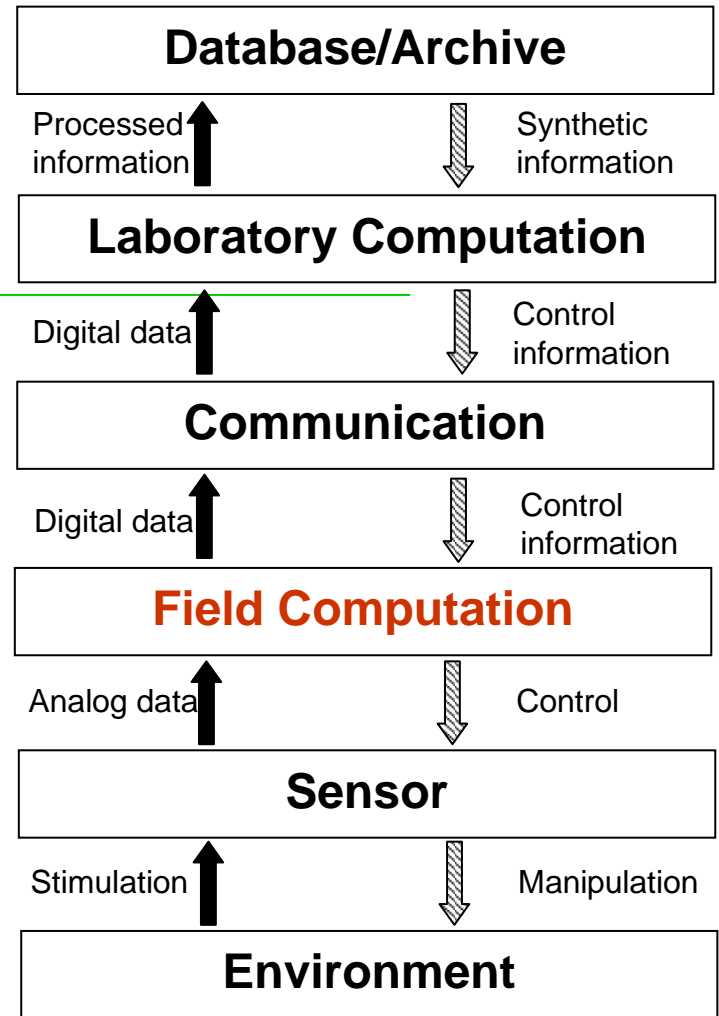 Database/Archive
Processed
information
Synthetic
information
Laboratory Computation
Digital data
Control
information
Communication
Digital data
Control
information
Field Computation
Analog data
Control
Sensor
Stimulation
Manipulation
Environment